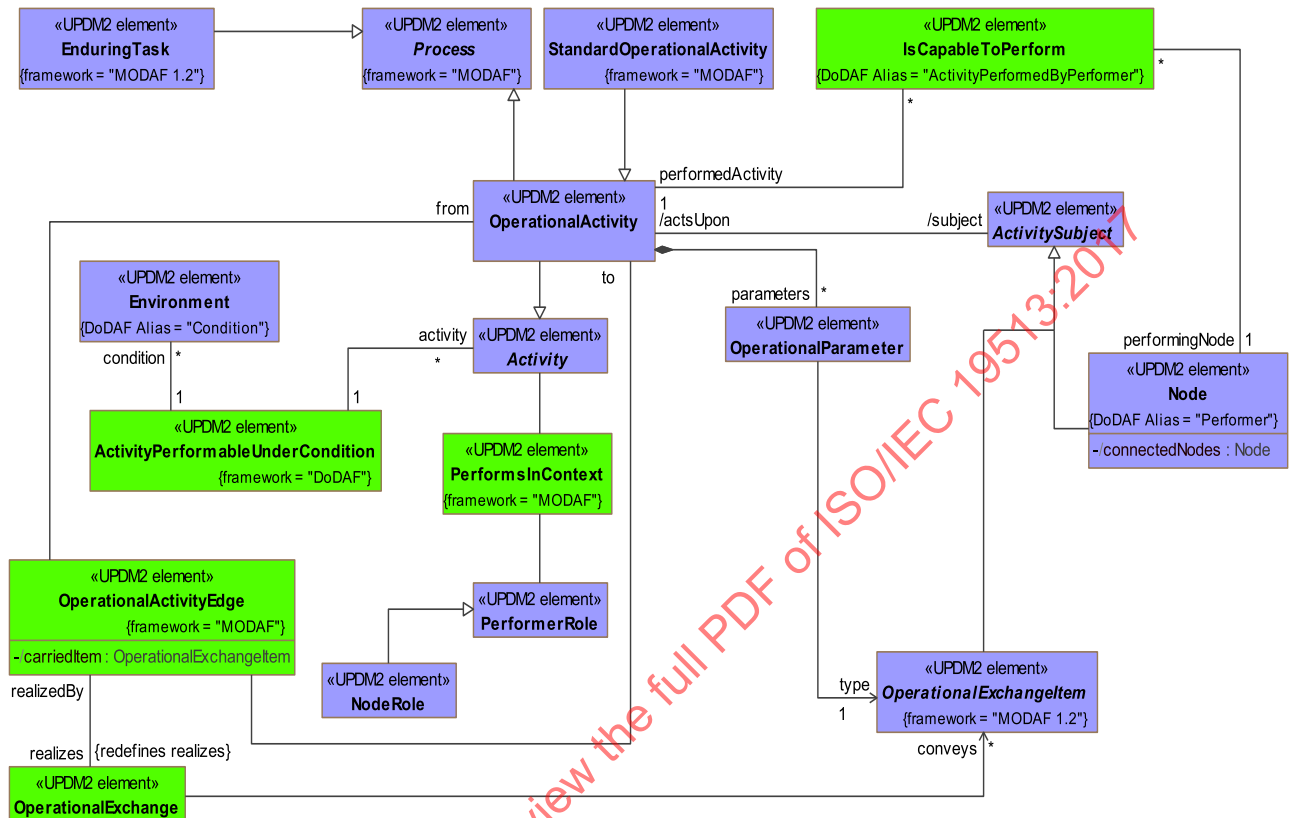 «UPDM2 element»
EnduringTask
{framework = "MODAF 1.2"}
«UPDM2 element»
Process
{framework = "MODAF"}
«UPDM2 element»
StandardOperationalActivity
{framework = "MODAF"}
«UPDM2 element»
IsCapableToPerform
{DoDAF Alias = "ActivityPerformedByPerformer"}
*
*
performedActivity
1
«UPDM2 element»
OperationalActivity
from
/actsUpon
/subject
«UPDM2 element»
ActivitySubject
to
«UPDM2 element»
Environment
{DoDAF Alias = "Condition"}
condition
*
1
activity
*
1
«UPDM2 element»
Activity
parameters
*
«UPDM2 element»
OperationalParameter
performingNode
1
«UPDM2 element»
Node
{DoDAF Alias = "Performer"}
-/connectedNodes : Node
«UPDM2 element»
ActivityPerformableUnderCondition
{framework = "DoDAF"}
«UPDM2 element»
PerformsInContext
{framework = "MODAF"}
«UPDM2 element»
OperationalActivityEdge
{framework = "MODAF"}
-/carriedItem : OperationalExchangeItem
«UPDM2 element»
PerformerRole
«UPDM2 element»
NodeRole
type
1
«UPDM2 element»
OperationalExchangeItem
{framework = "MODAF 1.2"}
conveys
*
realizedBy
realizes
{redefines realizes}
«UPDM2 element»
OperationalExchange
view the full PDF of ISO/IEC 19513:2017